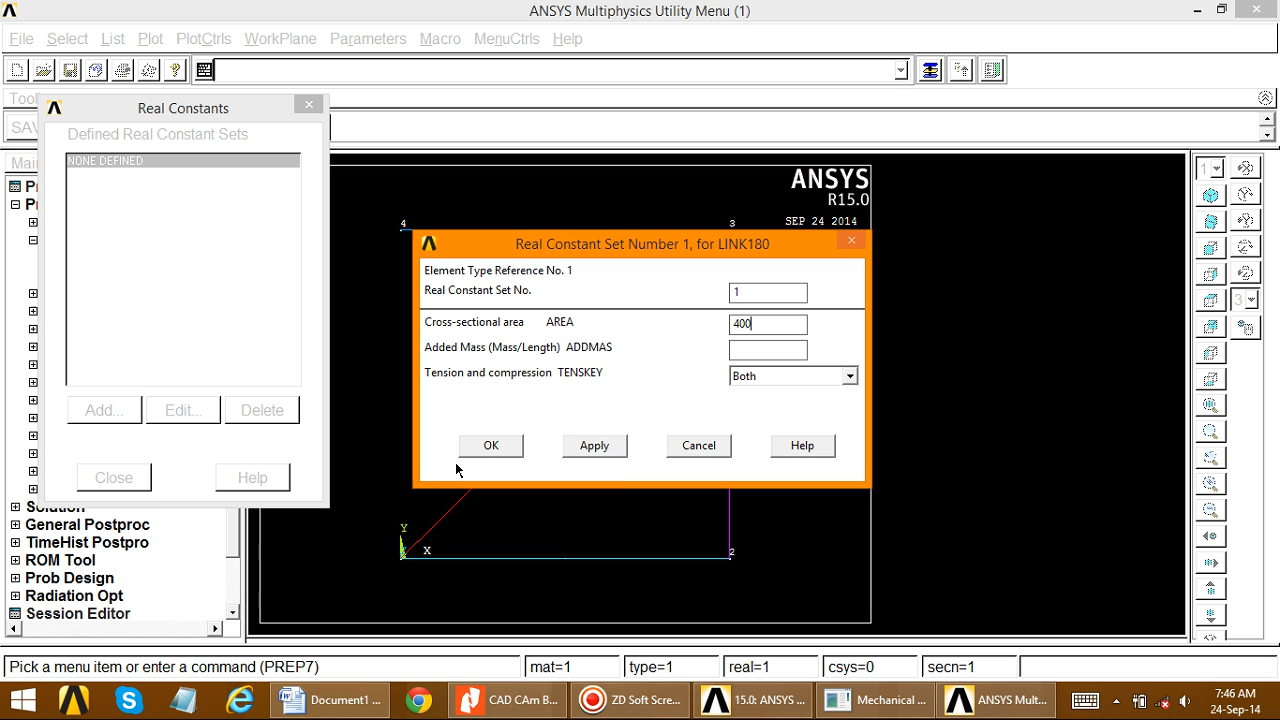 ANSYS Multiphysics Utility Menu (1)
File Select List Plot PlotCtrls WorkPlane Parameters Macro MenuCtrls Help
Real Constants
Defined Real Constant Sets
NONE DEFINED
Add... Edit... Delete
Close Help
ANSYS
R15.0
SEP 24 2014
4 3
Real Constant Set Number 1, for LINK180
Element Type Reference No. 1
Real Constant Set No. 1
Cross-sectional area AREA 400
Added Mass (Mass/Length) ADDMAS
Tension and compression TENSKEY Both
OK Apply Cancel Help
Y
X 2
1
3
General Postproc
TimeHist Postpro
ROM Tool
Prob Design
Radiation Opt
Session Editor
Pick a menu item or enter a command (PREP7) mat=1 type=1 real=1 csys=0 secn=1
Document1 ... CAD CAm B... ZD Soft Scre... 15.0: ANSYS ... Mechanical ... ANSYS Mult...
7:46 AM
24-Sep-14